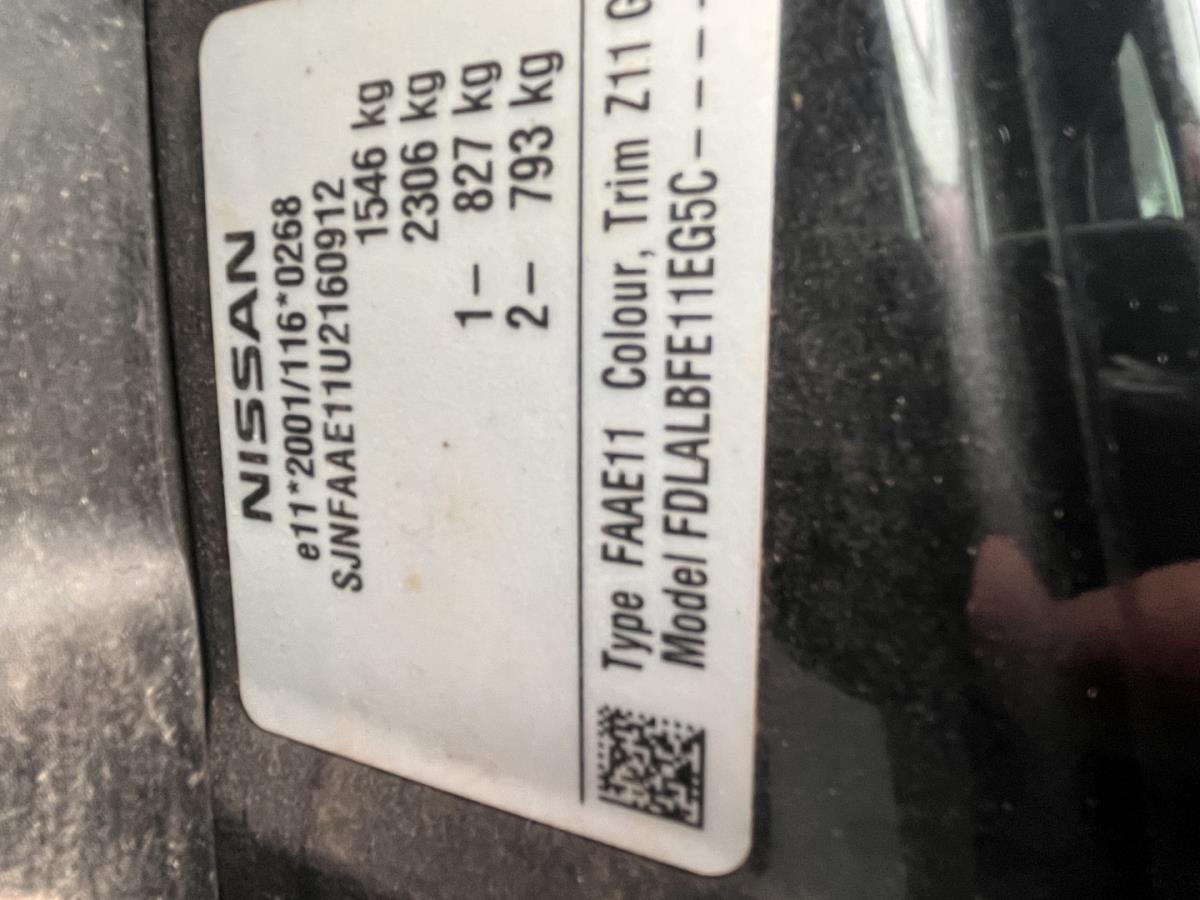 NISSAN
e11*2001/116*0268
SJNFAAE11U2160912
1546 kg
2306 kg
1– 827 kg
2– 793 kg
Type FAAE11 Colour, Trim Z11 G
Model FDLALBFE11EG5C----